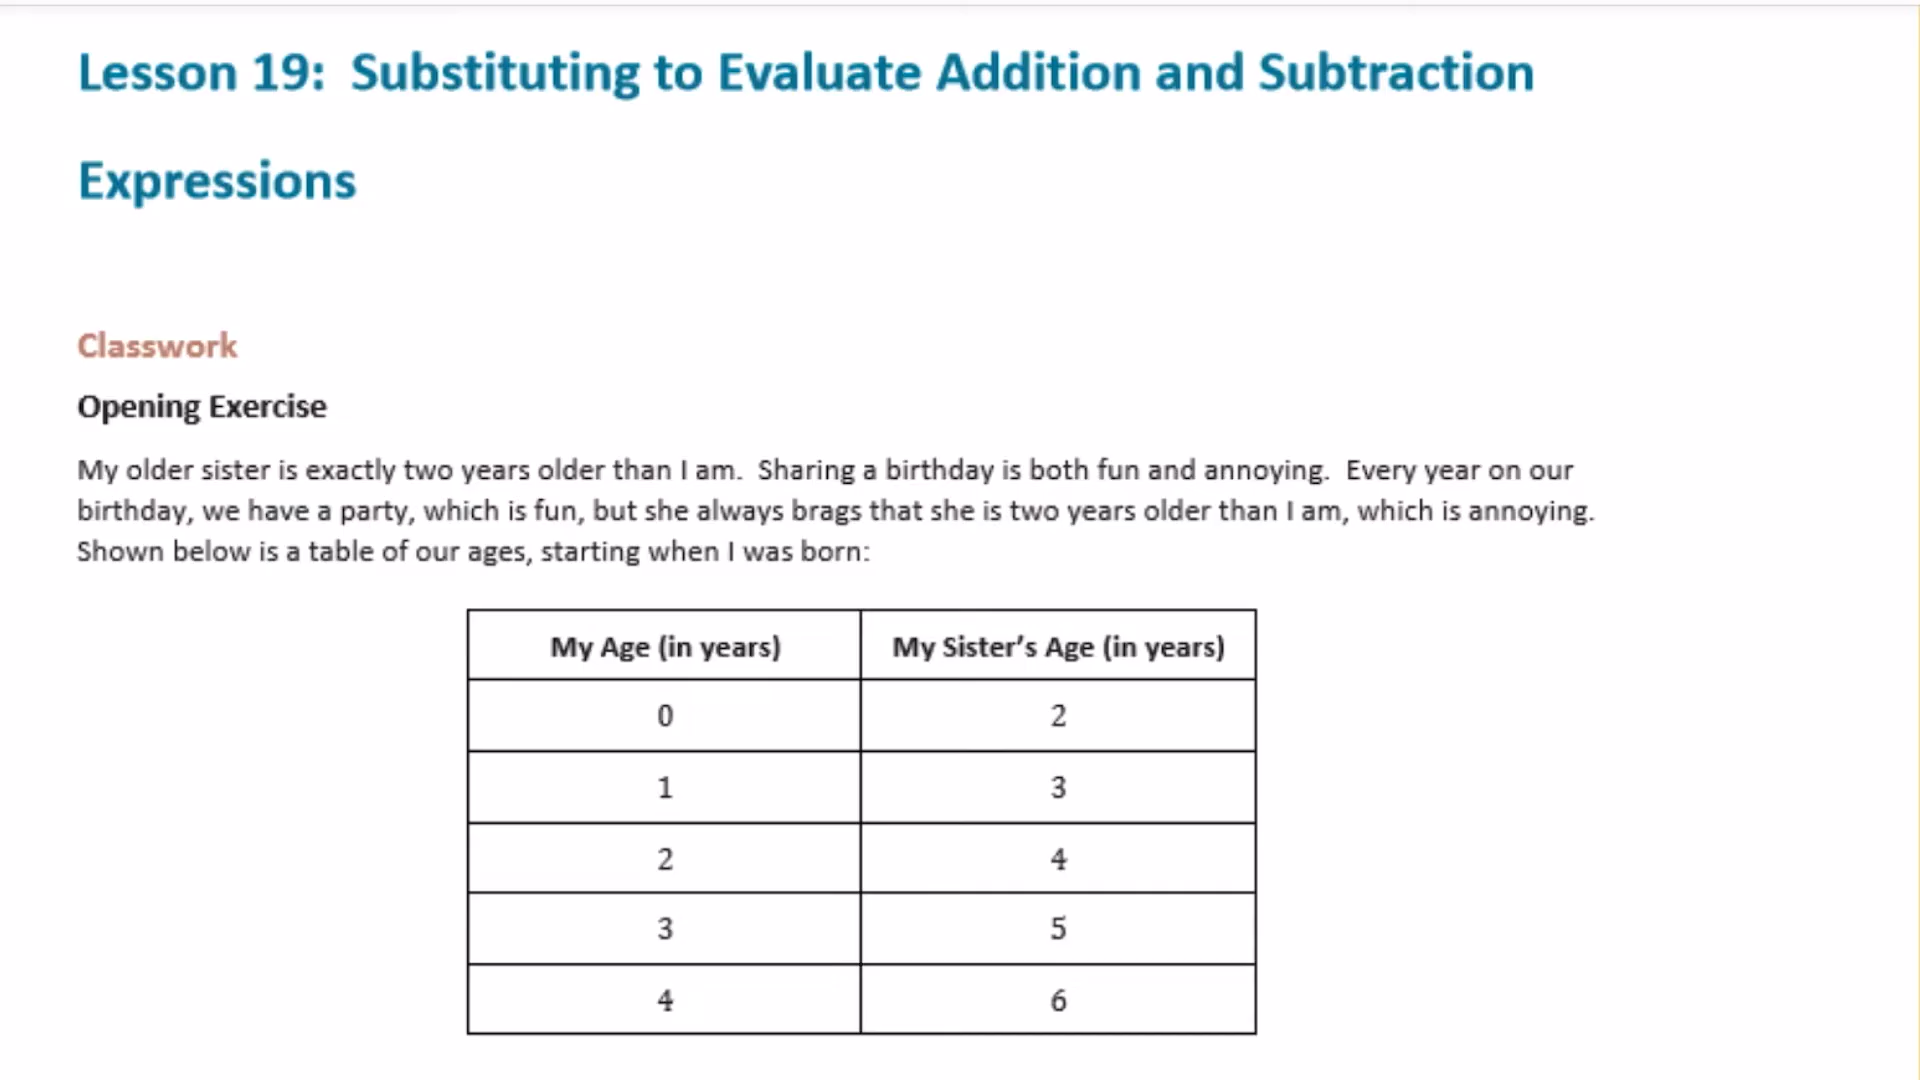 Lesson 19: Substituting to Evaluate Addition and Subtraction
Expressions
Classwork
Opening Exercise
My older sister is exactly two years older than I am. Sharing a birthday is both fun and annoying. Every year on our
birthday, we have a party, which is fun, but she always brags that she is two years older than I am, which is annoying.
Shown below is a table of our ages, starting when I was born:
My Age (in years) My Sister’s Age (in years)
0 2
1 3
2 4
3 5
4 6